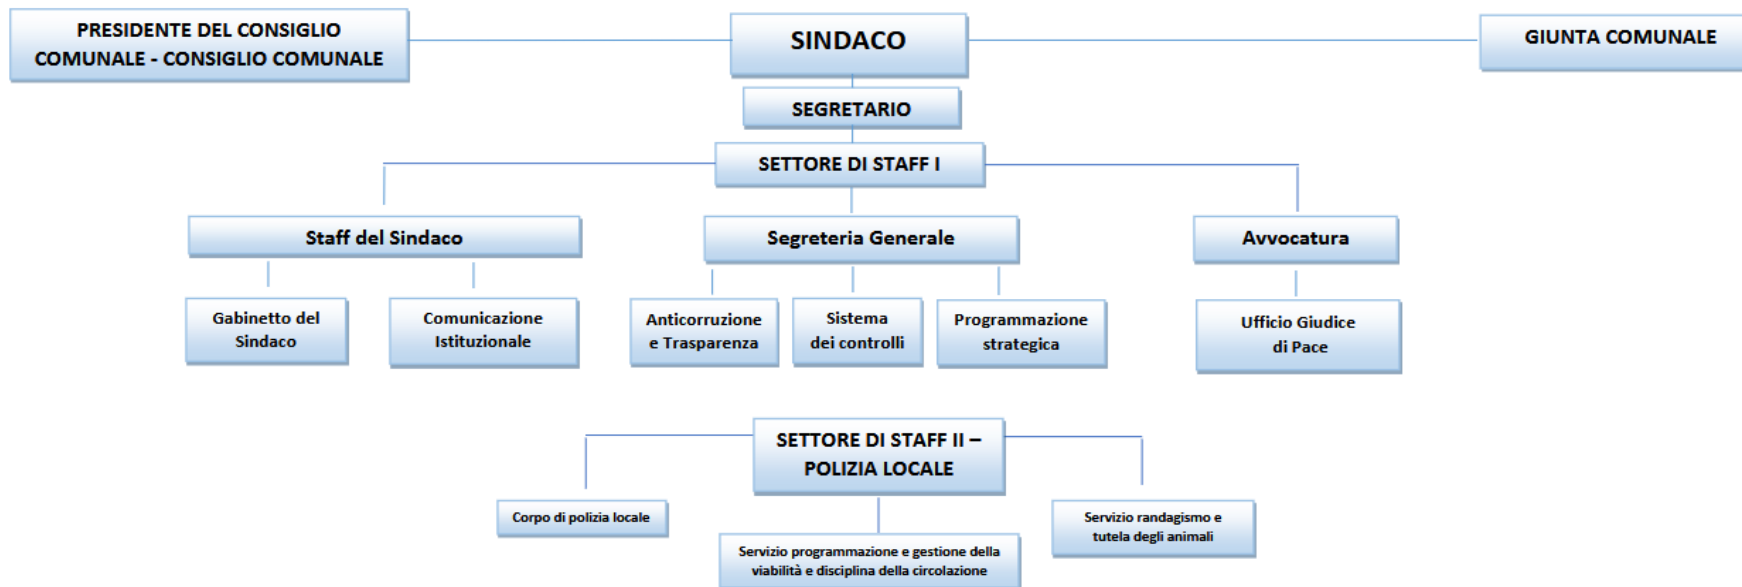 PRESIDENTE DEL CONSIGLIO
COMUNALE - CONSIGLIO COMUNALE
SINDACO
GIUNTA COMUNALE
SEGRETARIO
SETTORE DI STAFF I
Staff del Sindaco
Segreteria Generale
Avvocatura
Gabinetto del
Sindaco
Comunicazione
Istituzionale
Anticorruzione
e Trasparenza
Sistema
dei controlli
Programmazione
strategica
Ufficio Giudice
di Pace
SETTORE DI STAFF II –
POLIZIA LOCALE
Corpo di polizia locale
Servizio programmazione e gestione della
viabilità e disciplina della circolazione
Servizio randagismo e
tutela degli animali